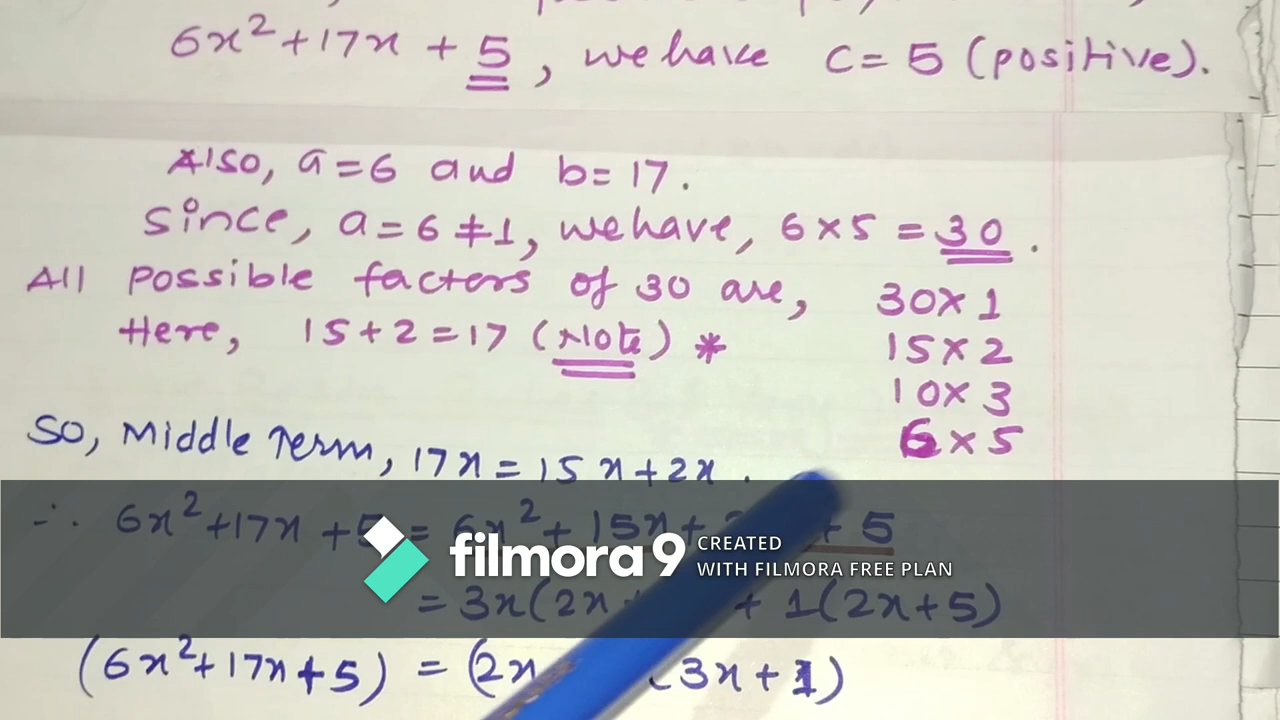 6x²+17x + 5, we have c = 5 (positive).
Also, a = 6 and b = 17.
Since, a = 6 ≠ 1, we have, 6 × 5 = 30.
All possible factors of 30 are, 30 × 1
Here, 15 + 2 = 17 (Note) *
15 × 2
10 × 3
6 × 5
So, Middle Term, 17x = 15x + 2x.
∴ 6x²+17x + 5 = 6x² + 15x + + 5
filmora9 CREATED
WITH FILMORA FREE PLAN
= 3x(2x + 1(2x+5)
(6x²+17x+5) = (2x (3x+1)